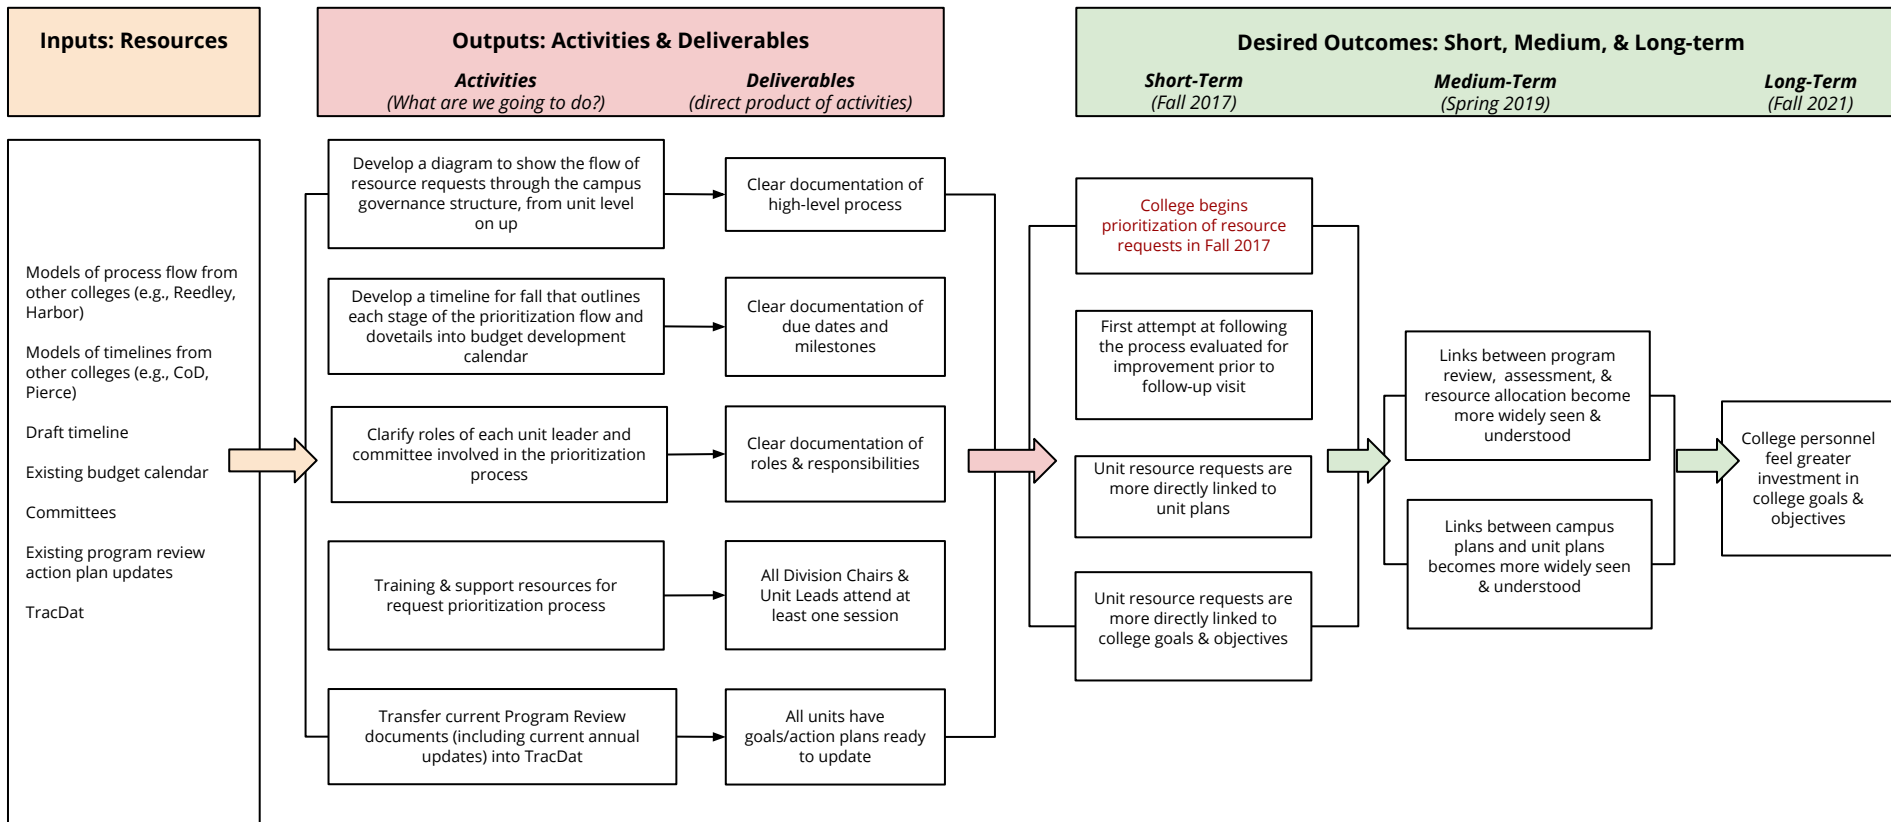 Inputs: Resources
Outputs: Activities & Deliverables
Activities
(What are we going to do?)
Deliverables
(direct product of activities)
Desired Outcomes: Short, Medium, & Long-term
Short-Term
(Fall 2017)
Medium-Term
(Spring 2019)
Long-Term
(Fall 2021)
Models of process flow from
other colleges (e.g., Reedley,
Harbor)
Models of timelines from
other colleges (e.g., CoD,
Pierce)
Draft timeline
Existing budget calendar
Committees
Existing program review
action plan updates
TracDat
Develop a diagram to show the flow of
resource requests through the campus
governance structure, from unit level
on up
Clear documentation of
high-level process
Develop a timeline for fall that outlines
each stage of the prioritization flow and
dovetails into budget development
calendar
Clear documentation of
due dates and
milestones
Clarify roles of each unit leader and
committee involved in the prioritization
process
Clear documentation of
roles & responsibilities
Training & support resources for
request prioritization process
All Division Chairs &
Unit Leads attend at
least one session
Transfer current Program Review
documents (including current annual
updates) into TracDat
All units have
goals/action plans ready
to update
College begins
prioritization of resource
requests in Fall 2017
First attempt at following
the process evaluated for
improvement prior to
follow-up visit
Unit resource requests are
more directly linked to
unit plans
Unit resource requests are
more directly linked to
college goals & objectives
Links between program
review, assessment, &
resource allocation become
more widely seen &
understood
Links between campus
plans and unit plans
becomes more widely seen
& understood
College personnel
feel greater
investment in
college goals &
objectives